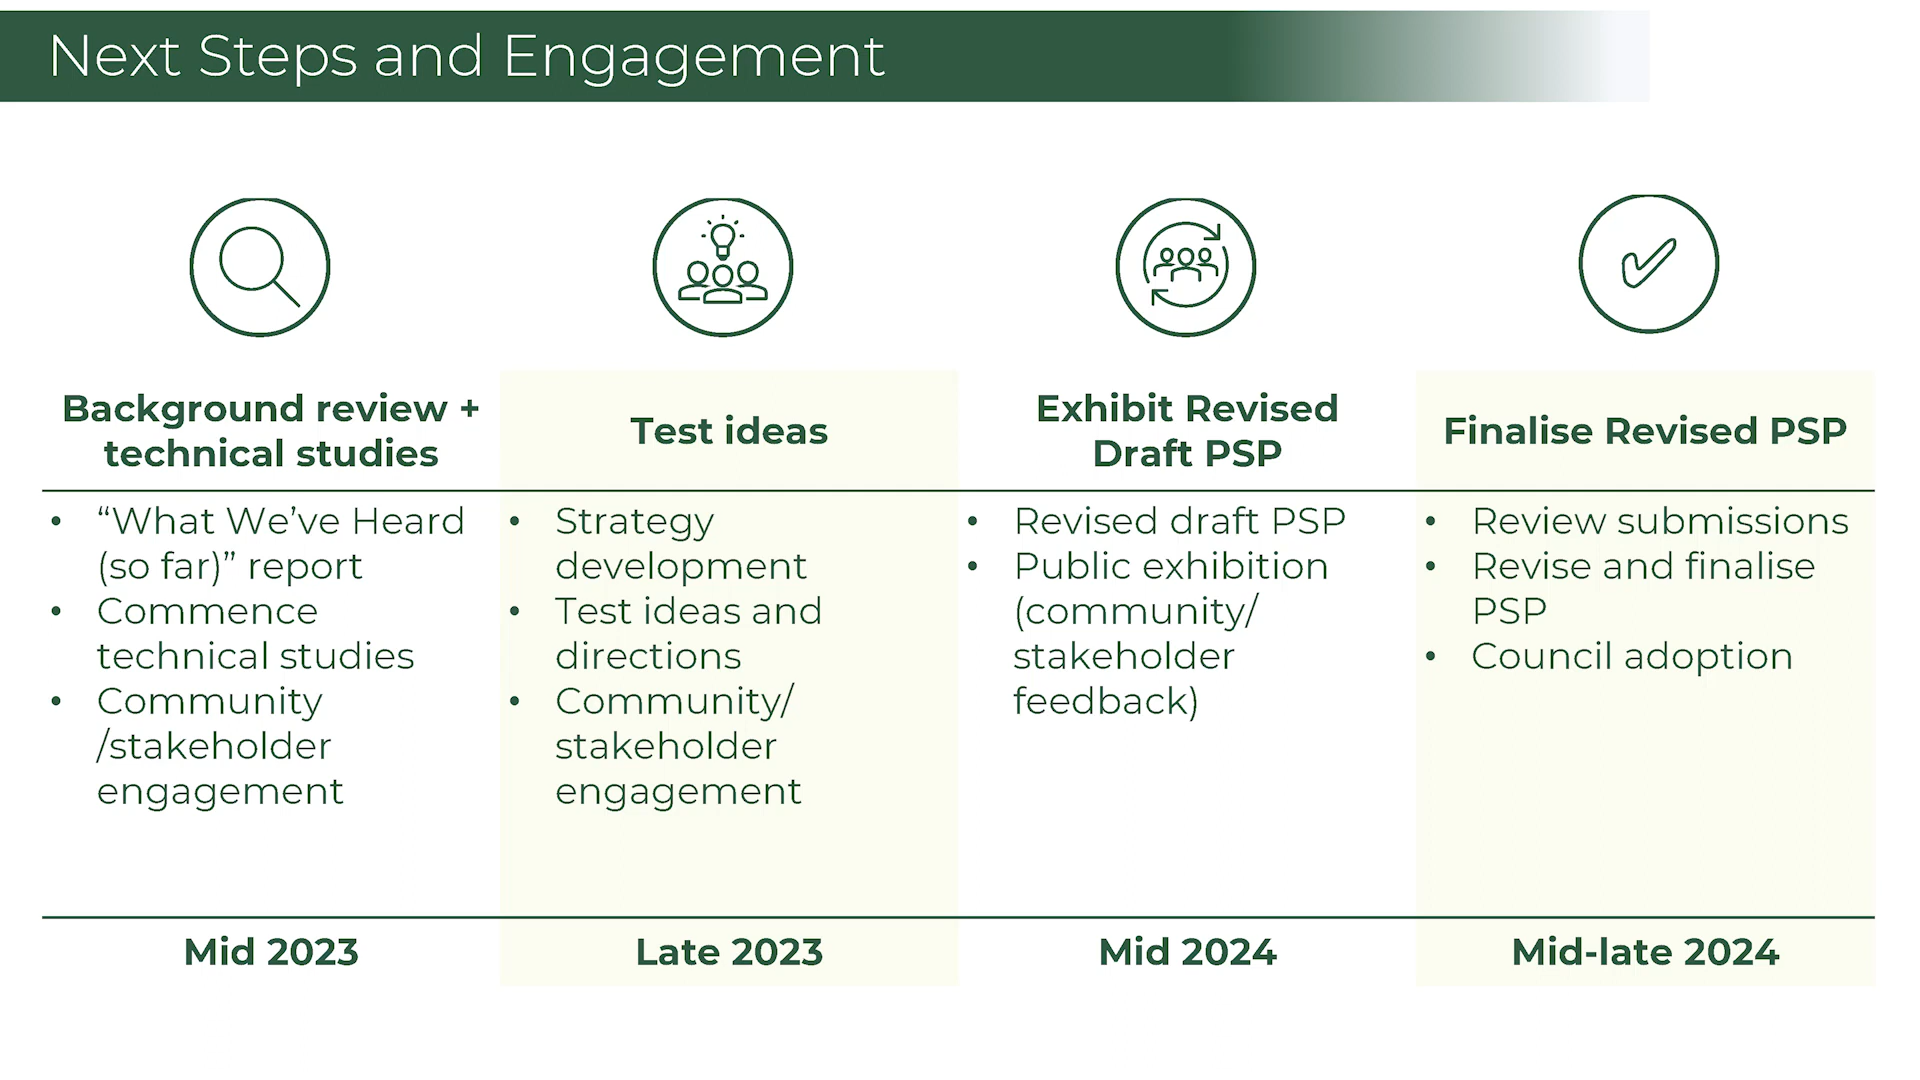 Next Steps and Engagement
Background review +
technical studies
"What We've Heard
(so far)" report
Commence
technical studies
Community
/stakeholder
engagement
Mid 2023
Test ideas
Strategy
development
Test ideas and
directions
Community/
stakeholder
engagement
Late 2023
Exhibit Revised
Draft PSP
Revised draft PSP
Public exhibition
(community/
stakeholder
feedback)
Mid 2024
Finalise Revised PSP
Review submissions
Revise and finalise
PSP
Council adoption
Mid-late 2024